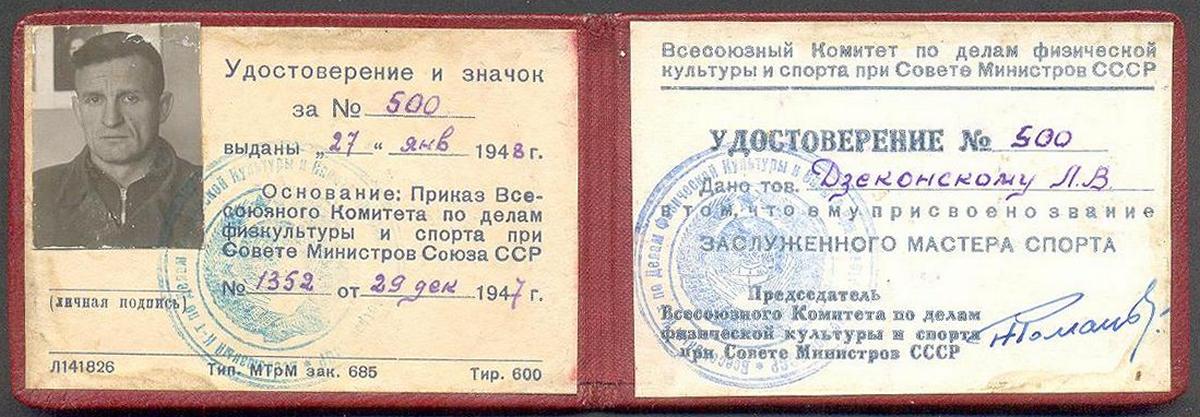 Удостоверение и значок
за № 500
выданы „27“ янв 1948 г.
Основание: Приказ Все-
союзного Комитета по делам
физкультуры и спорта при
Совете Министров Союза ССР
№ 1352 от 29 дек 1947 г.
(личная подпись)
Л141826 Тип. МТрМ зак. 685 Тир. 600
Всесоюзный Комитет по делам физической
культуры и спорта при Совете Министров СССР
УДОСТОВЕРЕНИЕ № 500
Дано тов. Дзеконскому Л.В.
в том, что ему присвоено звание
ЗАСЛУЖЕННОГО МАСТЕРА СПОРТА
Председатель
Всесоюзного Комитета по делам
физической культуры и спорта
при Совете Министров СССР